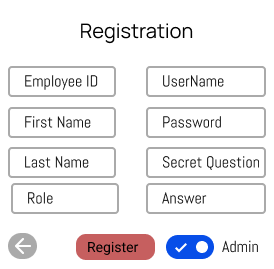 Registration
Employee ID
UserName
First Name
Password
Last Name
Secret Question
Role
Answer
Register
Admin